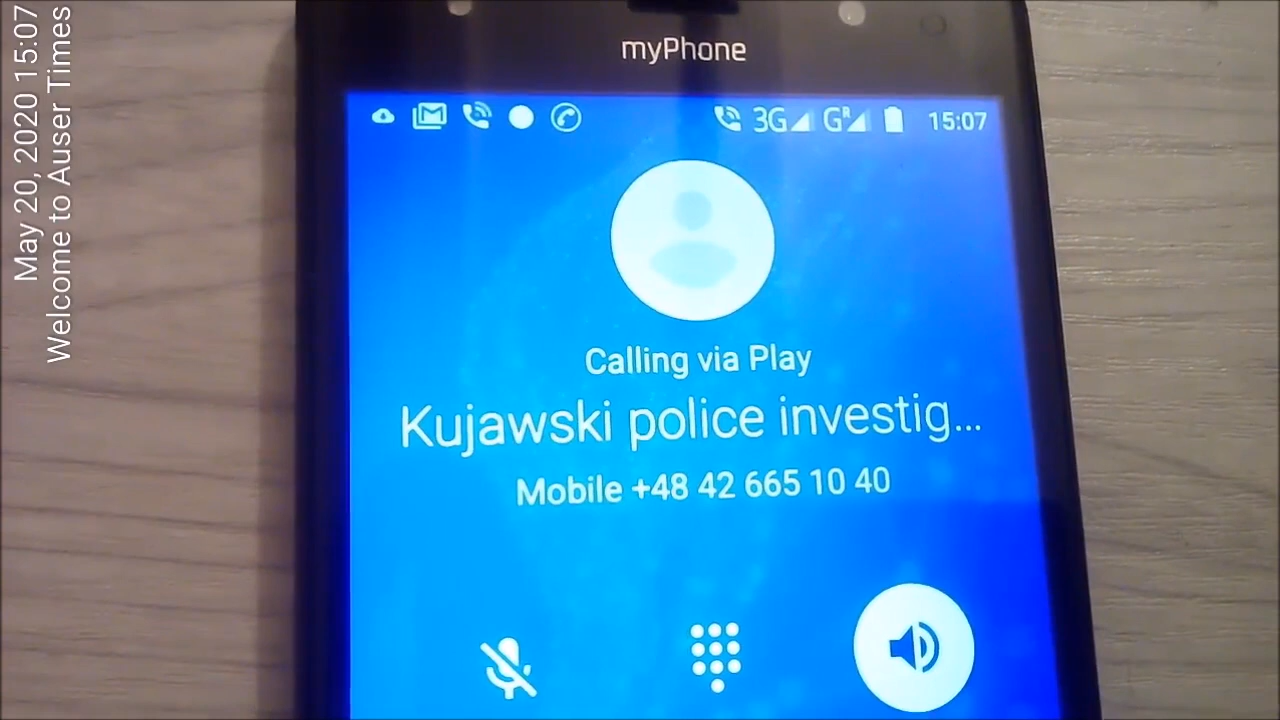 May 20, 2020 15:07
Welcome to Auser Times
myPhone
3G GR 15:07
Calling via Play
Kujawski police investig...
Mobile +48 42 665 10 40